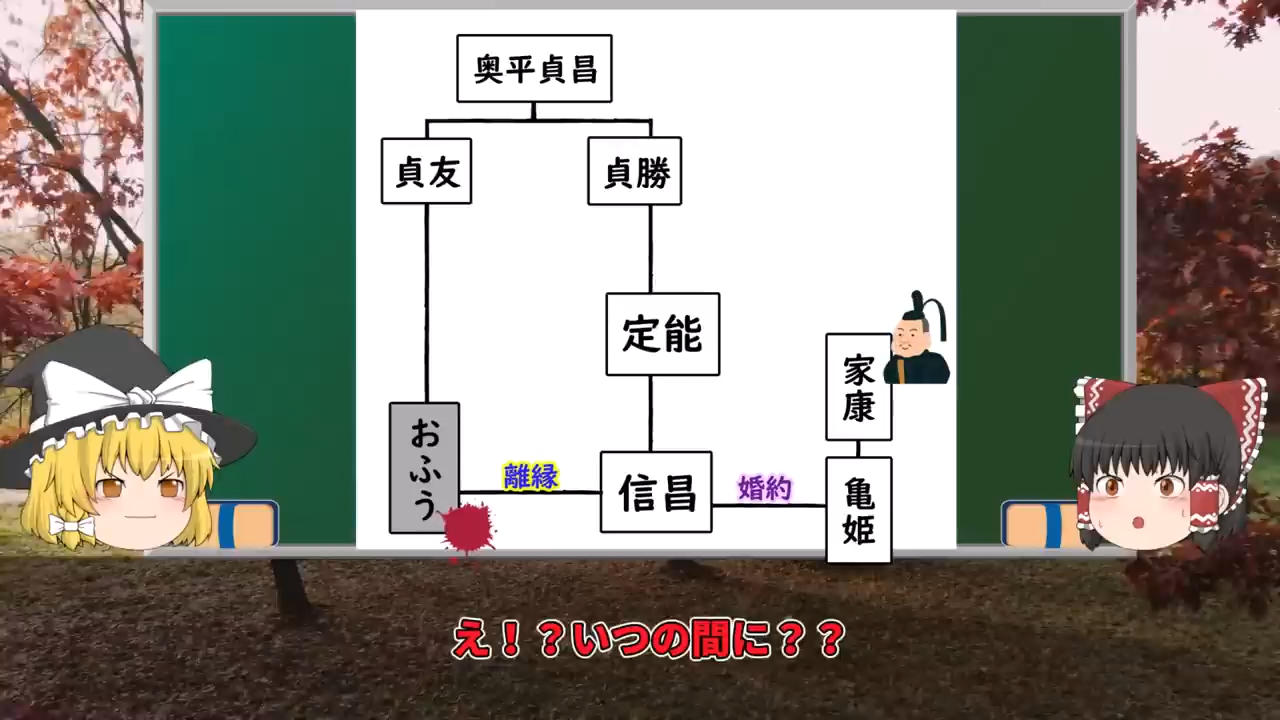 奥平貞昌
貞友
貞勝
定能
家康
おふう
離縁
信昌
婚約
亀姫
え！？いつの間に？？